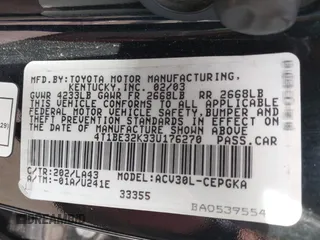 MFD.BY:TOYOTA MOTOR MANUFACTURING,
KENTUCKY,INC. 02/03
GVWR 4233LB GAWR FR 2668LB RR 2668LB
THIS VEHICLE CONFORMS TO ALL APPLICABLE
FEDERAL MOTOR VEHICLE SAFETY,BUMPER AND
THEFT PREVENTION STANDARDS IN EFFECT ON
THE DATE OF MANUFACTURE SHOWN ABOVE.
4T1BE32K33U176270 PASS.CAR
C/TR:202/LA43 MODEL:ACV30L-CEPGKA
A/TM:-01A/U241E
33355
BA0539554
29)